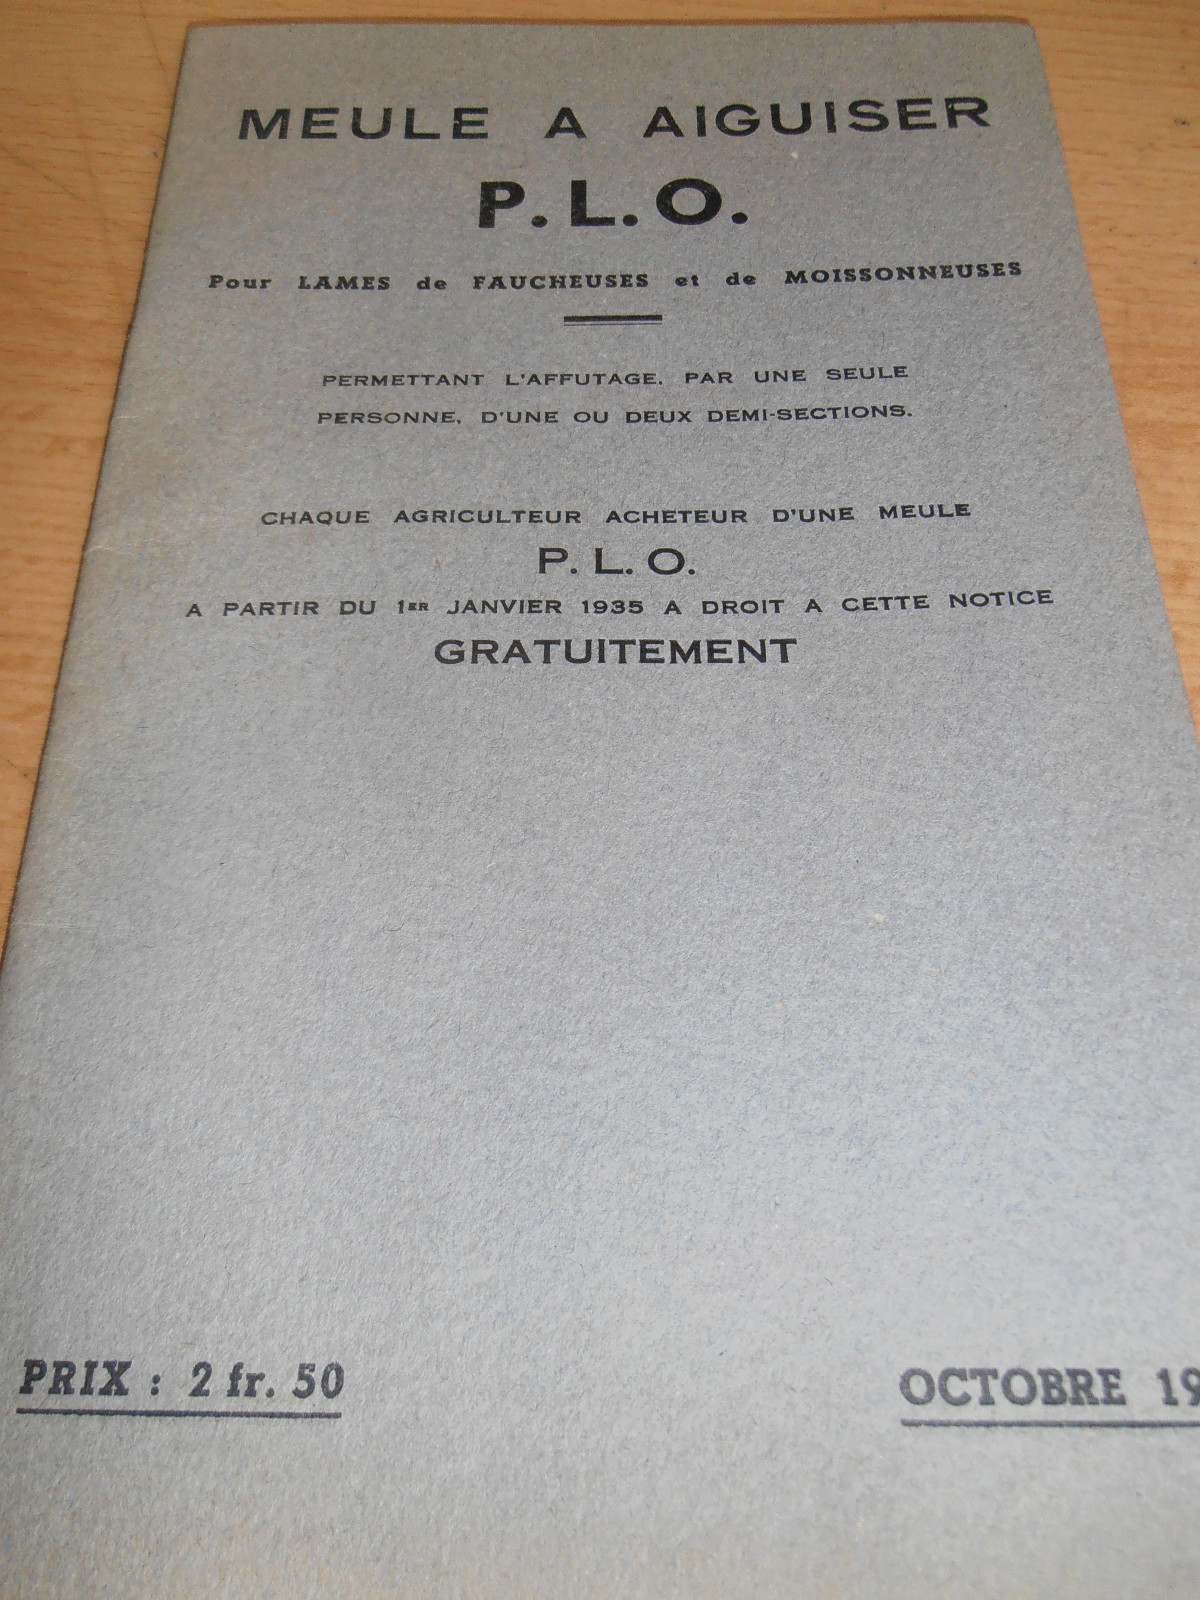 MEULE A AIGUISER
P.L.O.
Pour LAMES de FAUCHEUSES et de MOISSONNEUSES
PERMETTANT L'AFFUTAGE, PAR UNE SEULE
PERSONNE, D'UNE OU DEUX DEMI-SECTIONS.
CHAQUE AGRICULTEUR ACHETEUR D'UNE MEULE
P. L. O.
A PARTIR DU 1ER JANVIER 1935 A DROIT A CETTE NOTICE
GRATUITEMENT
PRIX : 2 fr. 50
OCTOBRE 19